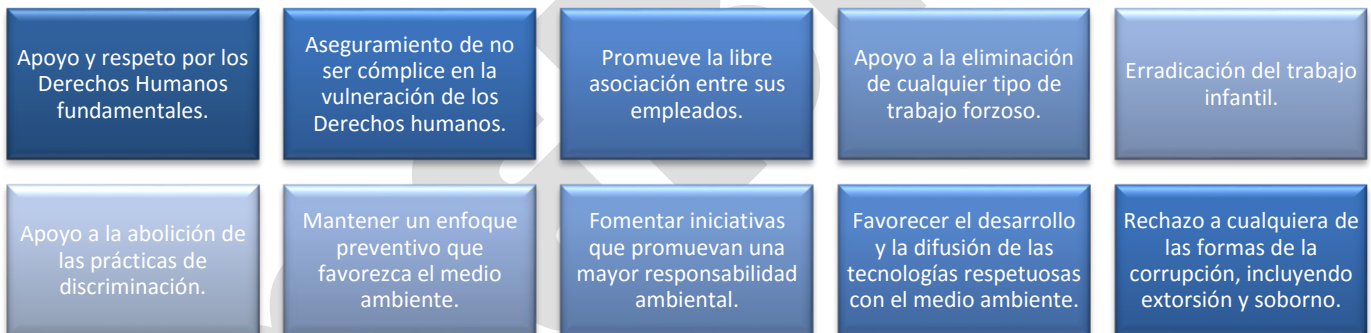 Apoyo y respeto por los
Derechos Humanos
fundamentales.
Aseguramiento de no
ser cómplice en la
vulneración de los
Derechos humanos.
Promueve la libre
asociación entre sus
empleados.
Apoyo a la eliminación
de cualquier tipo de
trabajo forzoso.
Erradicación del trabajo
infantil.
Apoyo a la abolición de
las prácticas de
discriminación.
Mantener un enfoque
preventivo que
favorezca el medio
ambiente.
Fomentar iniciativas
que promuevan una
mayor responsabilidad
ambiental.
Favorecer el desarrollo
y la difusión de las
tecnologías respetuosas
con el medio ambiente.
Rechazo a cualquiera de
las formas de la
corrupción, incluyendo
extorsión y soborno.